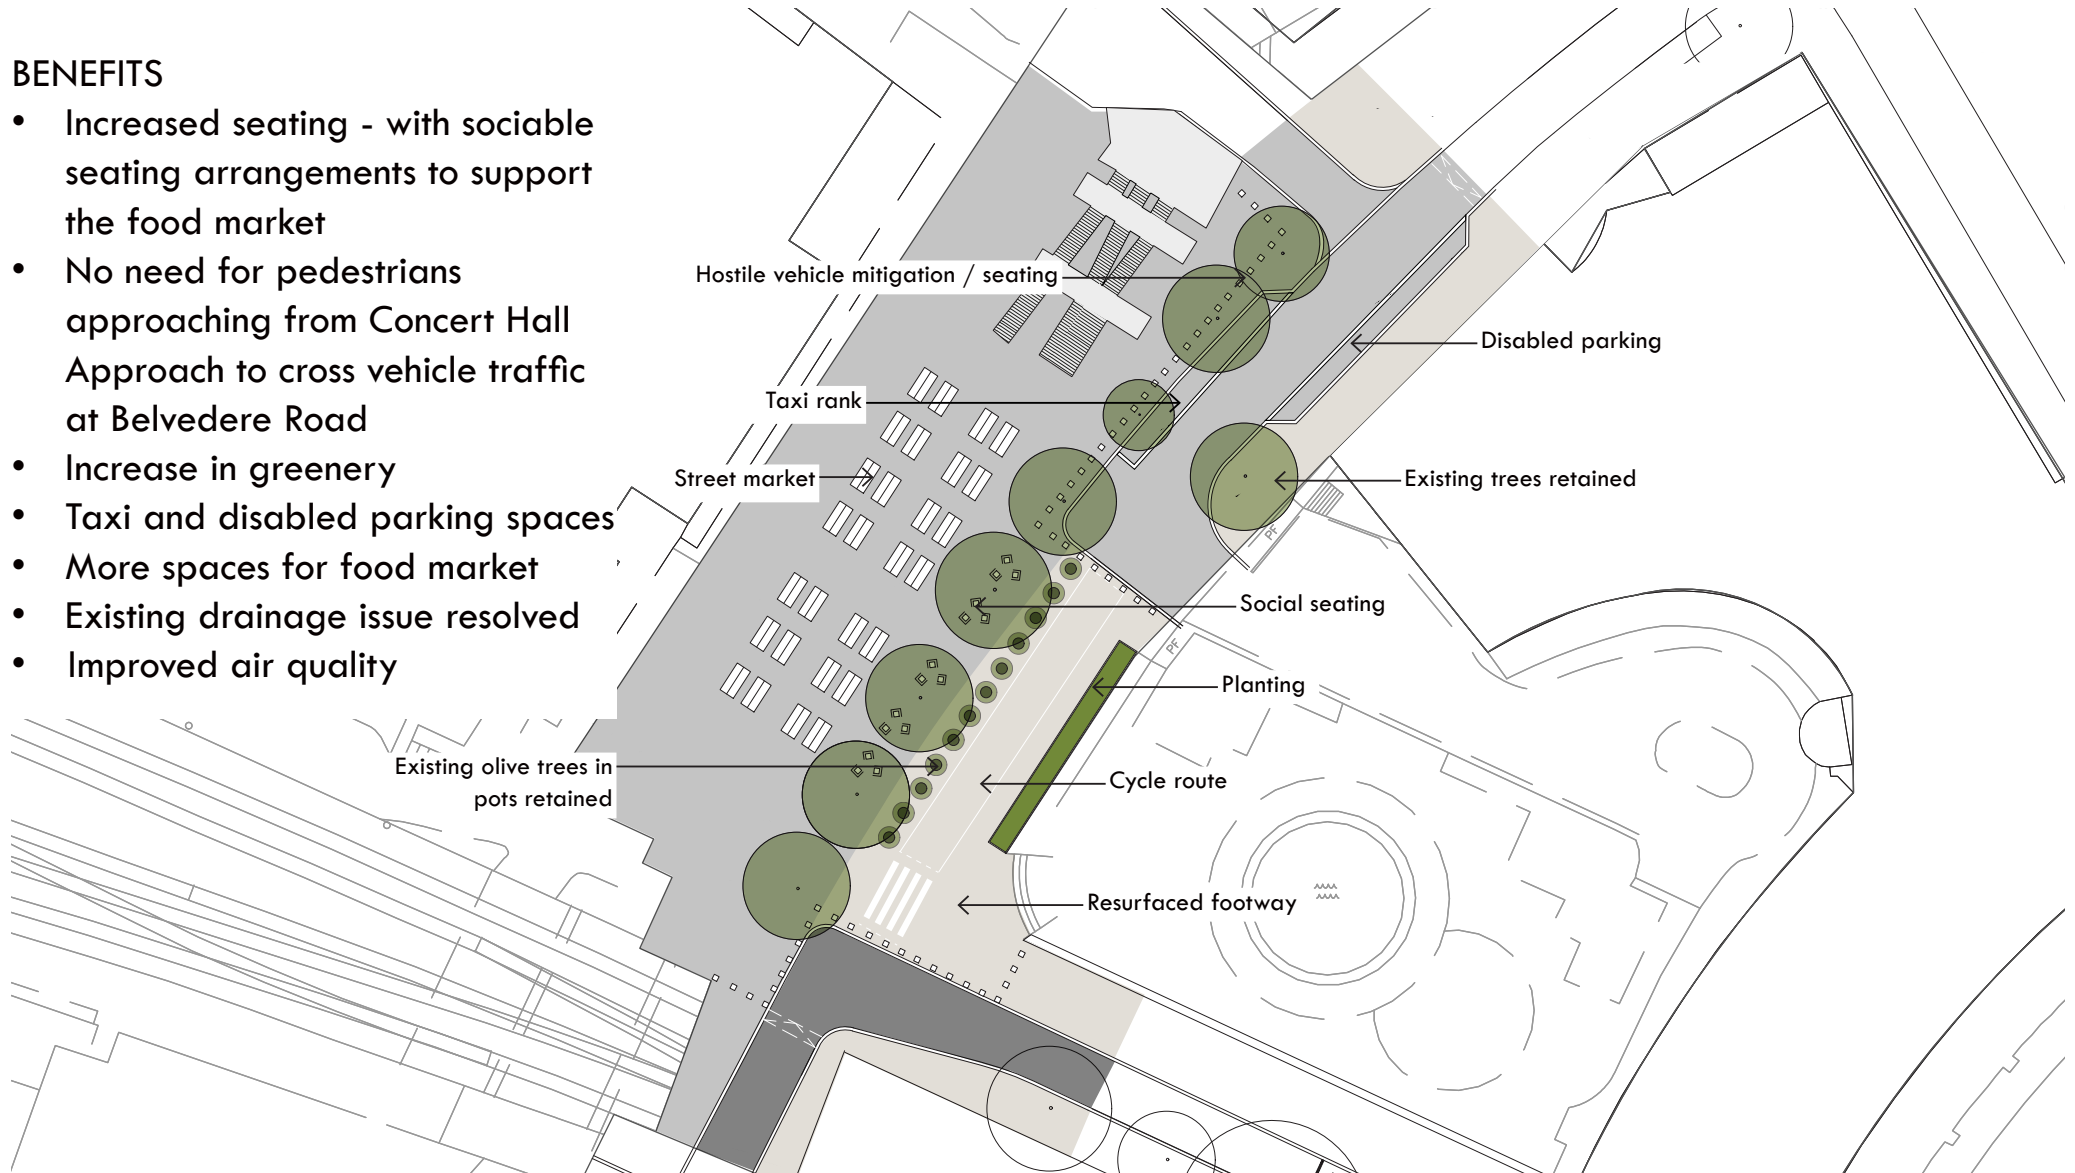 BENEFITS
• Increased seating - with sociable
seating arrangements to support
the food market
• No need for pedestrians
approaching from Concert Hall
Approach to cross vehicle traffic
at Belvedere Road
• Increase in greenery
• Taxi and disabled parking spaces
• More spaces for food market
• Existing drainage issue resolved
• Improved air quality
Hostile vehicle mitigation / seating
Disabled parking
Taxi rank
Street market
Existing trees retained
PF
Social seating
PF
Planting
Existing olive trees in
pots retained
Cycle route
Resurfaced footway